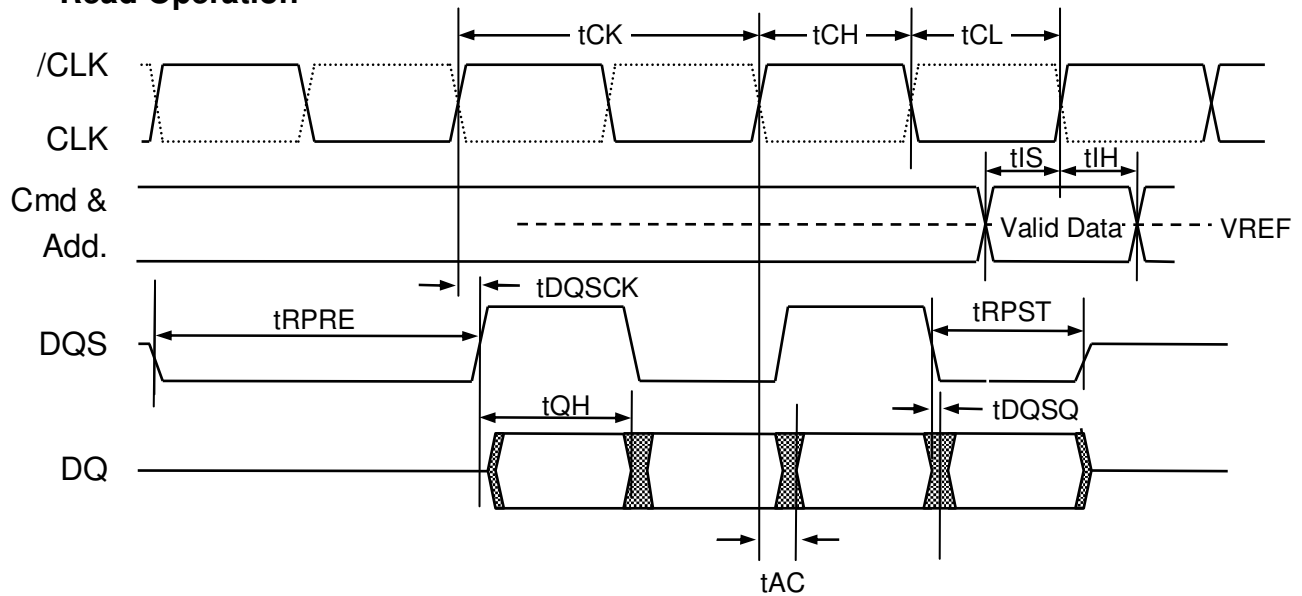 Read Operation
tCK tCH tCL
/CLK
CLK
tIS tIH
Cmd &
Add.
Valid Data VREF
tDQSCK
tRPRE tRPST
DQS
tQH tDQSQ
DQ
tAC